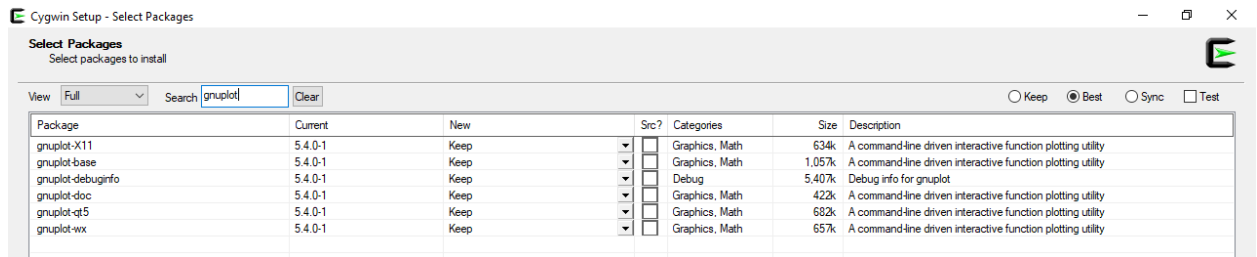 Cygwin Setup - Select Packages
Select Packages
Select packages to install
View Full Search gnuplot Clear Keep Best Sync Test
Package Current New Src? Categories Size Description
gnuplot-X11 5.4.0-1 Keep Graphics, Math 634k A command-line driven interactive function plotting utility
gnuplot-base 5.4.0-1 Keep Graphics, Math 1,057k A command-line driven interactive function plotting utility
gnuplot-debuginfo 5.4.0-1 Keep Debug 5,407k Debug info for gnuplot
gnuplot-doc 5.4.0-1 Keep Graphics, Math 422k A command-line driven interactive function plotting utility
gnuplot-qt5 5.4.0-1 Keep Graphics, Math 682k A command-line driven interactive function plotting utility
gnuplot-wx 5.4.0-1 Keep Graphics, Math 657k A command-line driven interactive function plotting utility